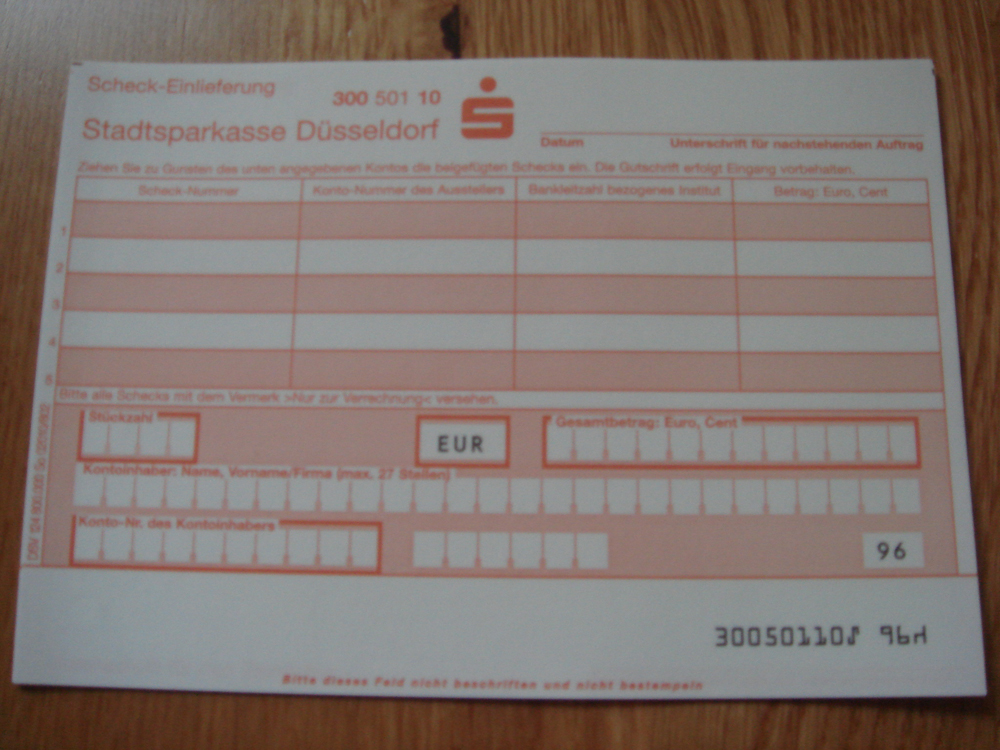 Scheck-Einlieferung
300 501 10
Stadtsparkasse Düsseldorf
Datum Unterschrift für nachstehenden Auftrag
Ziehen Sie zu Gunsten des unten angegebenen Kontos die beigefügten Schecks ein. Die Gutschrift erfolgt Eingang vorbehalten.
Scheck-Nummer Konto-Nummer des Ausstellers Bankleitzahl bezogenes Institut Betrag: Euro, Cent
1
2
3
4
5
Bitte alle Schecks mit dem Vermerk >Nur zur Verrechnung< versehen.
Stückzahl EUR Gesamtbetrag: Euro, Cent
Kontoinhaber: Name, Vorname/Firma (max. 27 Stellen)
Konto-Nr. des Kontoinhabers
96
30050110⑀ 96⑁
Bitte dieses Feld nicht beschriften und nicht bestempeln